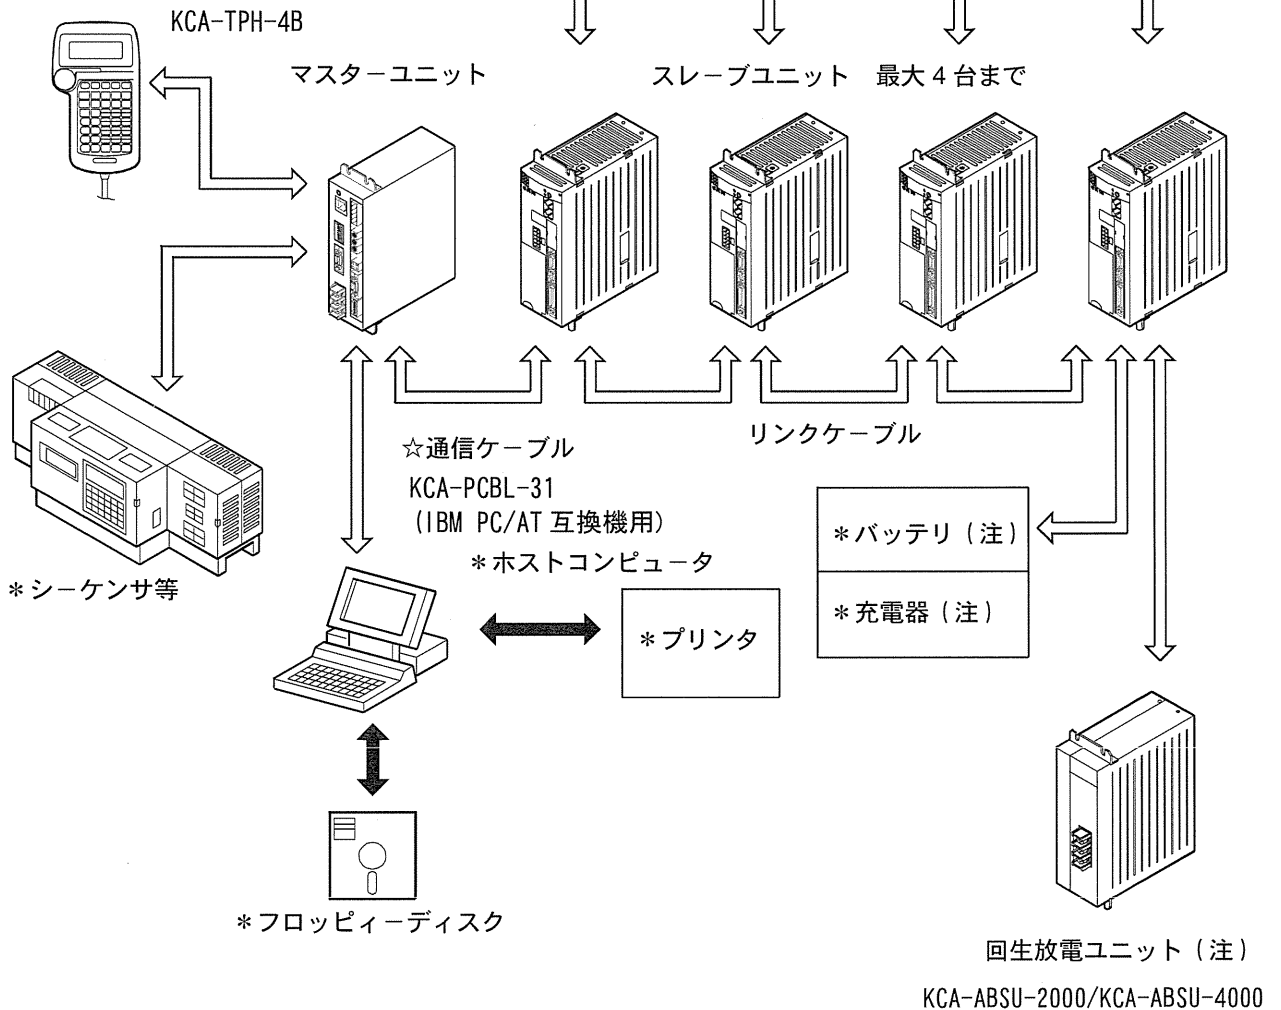 KCA-TPH-4B
マスターユニット
スレーブユニット 最大4台まで
☆通信ケーブル
KCA-PCBL-31
(IBM PC/AT 互換機用)
リンクケーブル
*バッテリ(注)
*ホストコンピュータ
*シーケンサ等
*充電器(注)
*プリンタ
*フロッピィーディスク
回生放電ユニット(注)
KCA-ABSU-2000/KCA-ABSU-4000